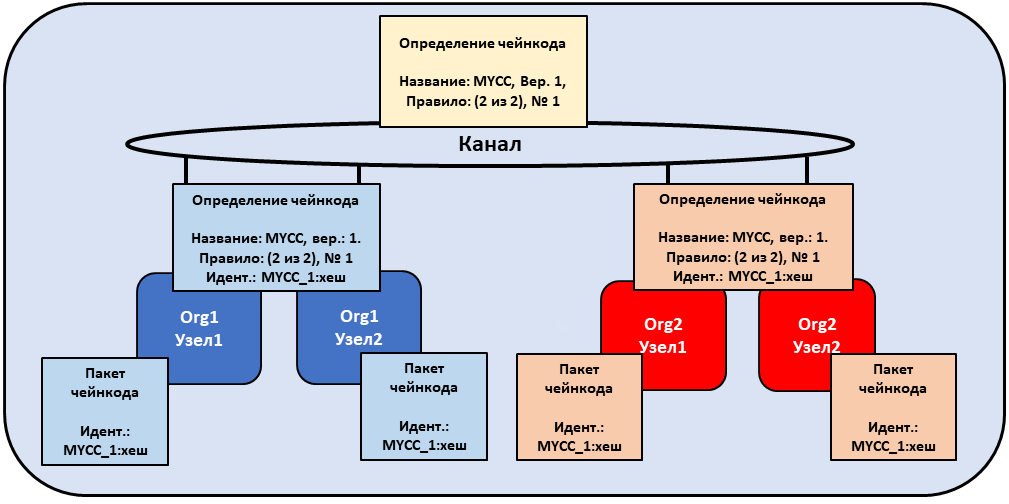 Определение чейнкода
Название: MYCC, Вер. 1,
Правило: (2 из 2), № 1
Канал
Определение чейнкода
Название: MYCC, вер.: 1.
Правило: (2 из 2), № 1
Идент.: MYCC_1:хеш
Определение чейнкода
Название: MYCC, вер.: 1.
Правило: (2 из 2), № 1
Идент.: MYCC_1:хеш
Org1
Узел1
Org1
Узел2
Org2
Узел1
Org2
Узел2
Пакет
чейнкода
Идент.:
MYCC_1:хеш
Пакет
чейнкода
Идент.:
MYCC_1:хеш
Пакет
чейнкода
Идент.:
MYCC_1:хеш
Пакет
чейнкода
Идент.:
MYCC_1:хеш